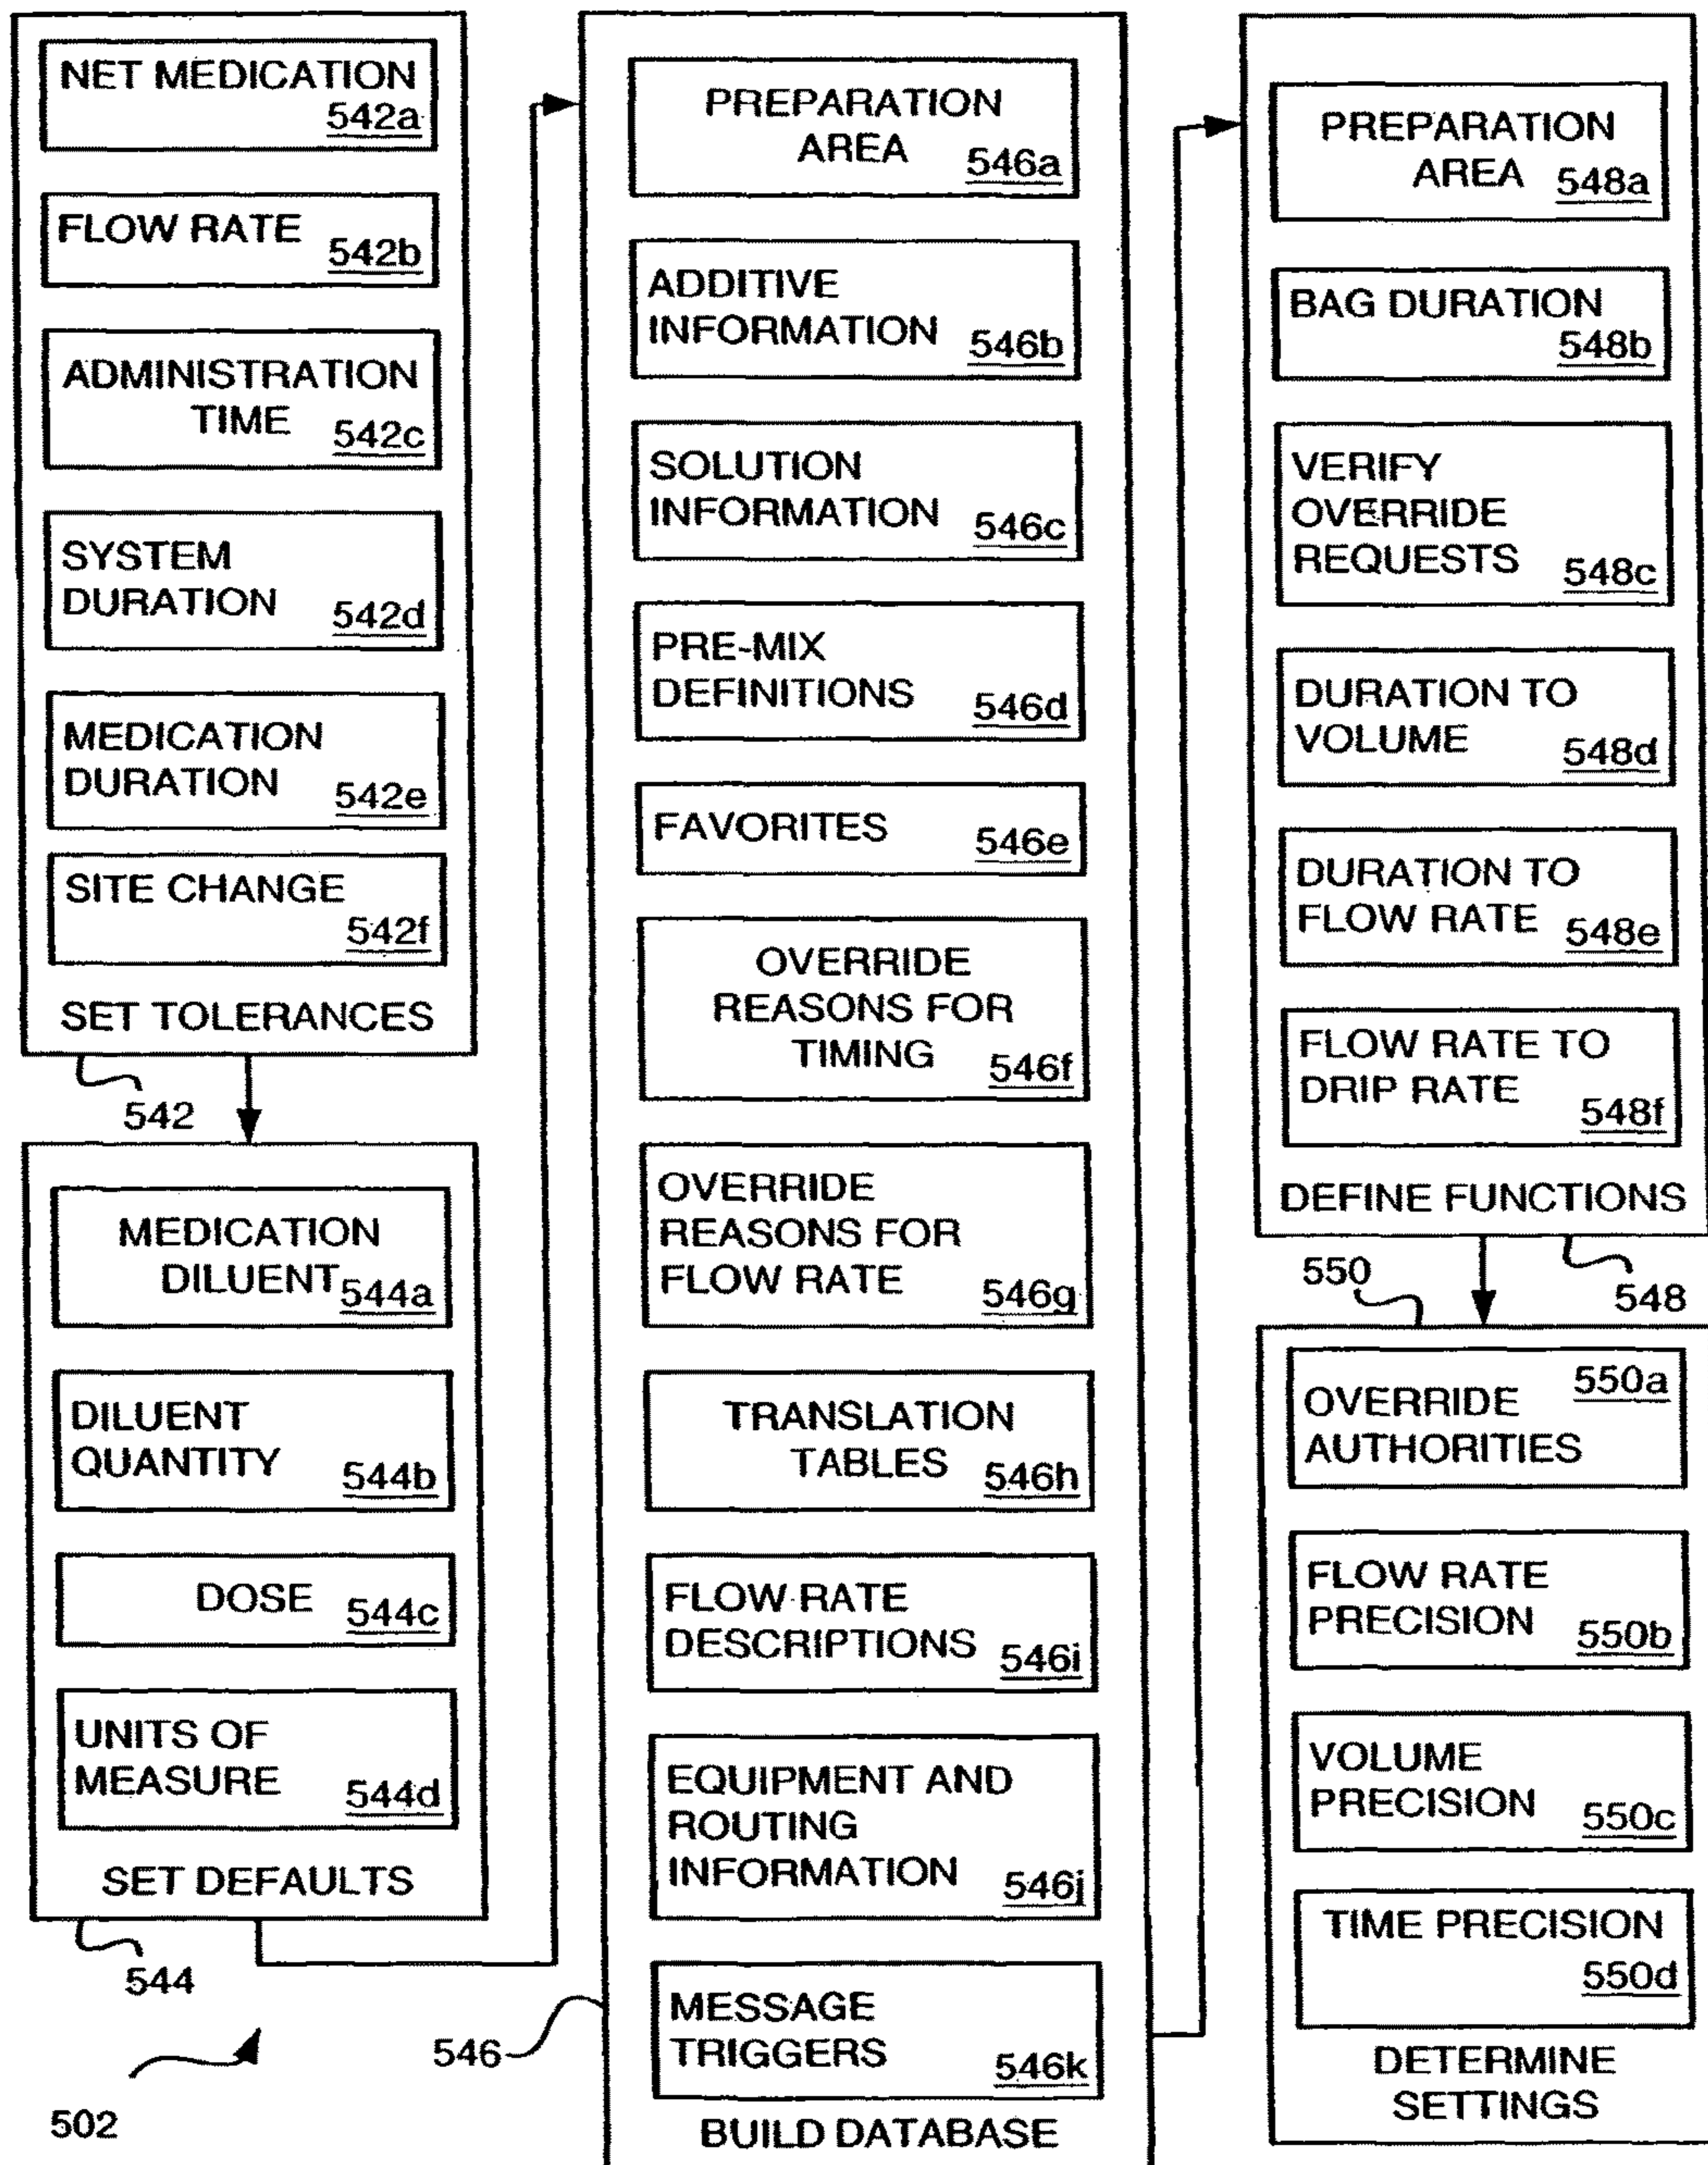 NET MEDICATION
542a
FLOW RATE
542b
ADMINISTRATION
TIME
542c
SYSTEM
DURATION
542d
MEDICATION
DURATION
542e
SITE CHANGE
542f
SET TOLERANCES
542
MEDICATION
DILUENT
544a
DILUENT
QUANTITY
544b
DOSE
544c
UNITS OF
MEASURE
544d
SET DEFAULTS
544
502
PREPARATION
AREA
546a
ADDITIVE
INFORMATION
546b
SOLUTION
INFORMATION
546c
PRE-MIX
DEFINITIONS
546d
FAVORITES
546e
OVERRIDE
REASONS FOR
TIMING
546f
OVERRIDE
REASONS FOR
FLOW RATE
546g
TRANSLATION
TABLES
546h
FLOW RATE
DESCRIPTIONS
546i
EQUIPMENT AND
ROUTING
INFORMATION
546j
MESSAGE
TRIGGERS
546k
BUILD DATABASE
546
PREPARATION
AREA
548a
BAG DURATION
548b
VERIFY
OVERRIDE
REQUESTS
548c
DURATION TO
VOLUME
548d
DURATION TO
FLOW RATE
548e
FLOW RATE TO
DRIP RATE
548f
DEFINE FUNCTIONS
548
550
550a
OVERRIDE
AUTHORITIES
FLOW RATE
PRECISION
550b
VOLUME
PRECISION
550c
TIME PRECISION
550d
DETERMINE
SETTINGS